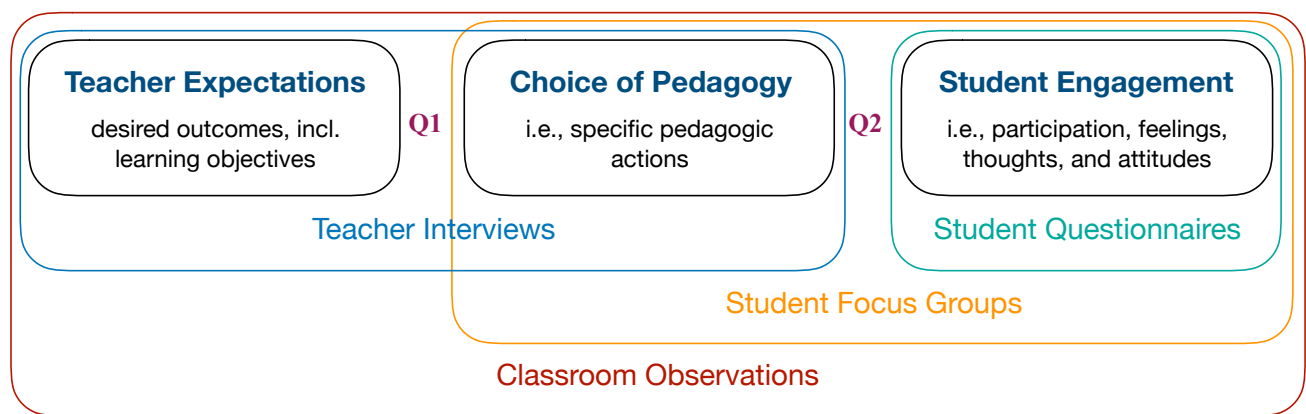 Teacher Expectations
desired outcomes, incl.
learning objectives
Q1
Choice of Pedagogy
i.e., specific pedagogic
actions
Q2
Student Engagement
i.e., participation, feelings,
thoughts, and attitudes
Teacher Interviews
Student Questionnaires
Student Focus Groups
Classroom Observations